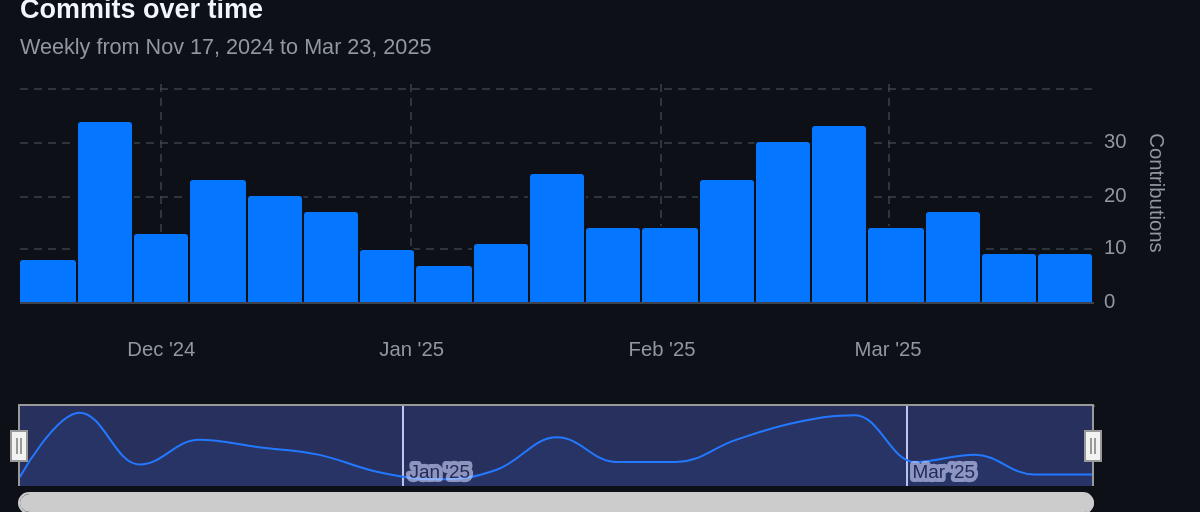 Commits over time
Weekly from Nov 17, 2024 to Mar 23, 2025
30
20
10
0
Contributions
Dec '24
Jan '25
Feb '25
Mar '25
Jan '25
Mar '25